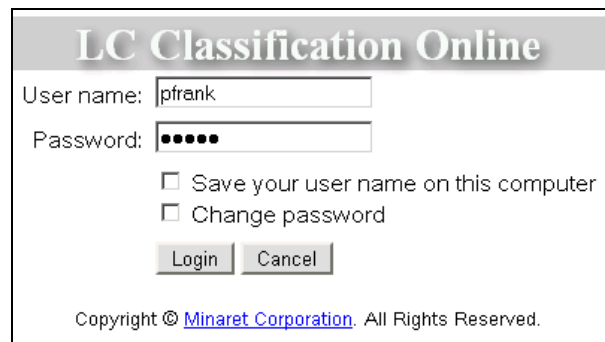 LC Classification Online
User name: pfrank
Password: •••••
Save your user name on this computer
Change password
Login Cancel
Copyright © Minaret Corporation. All Rights Reserved.